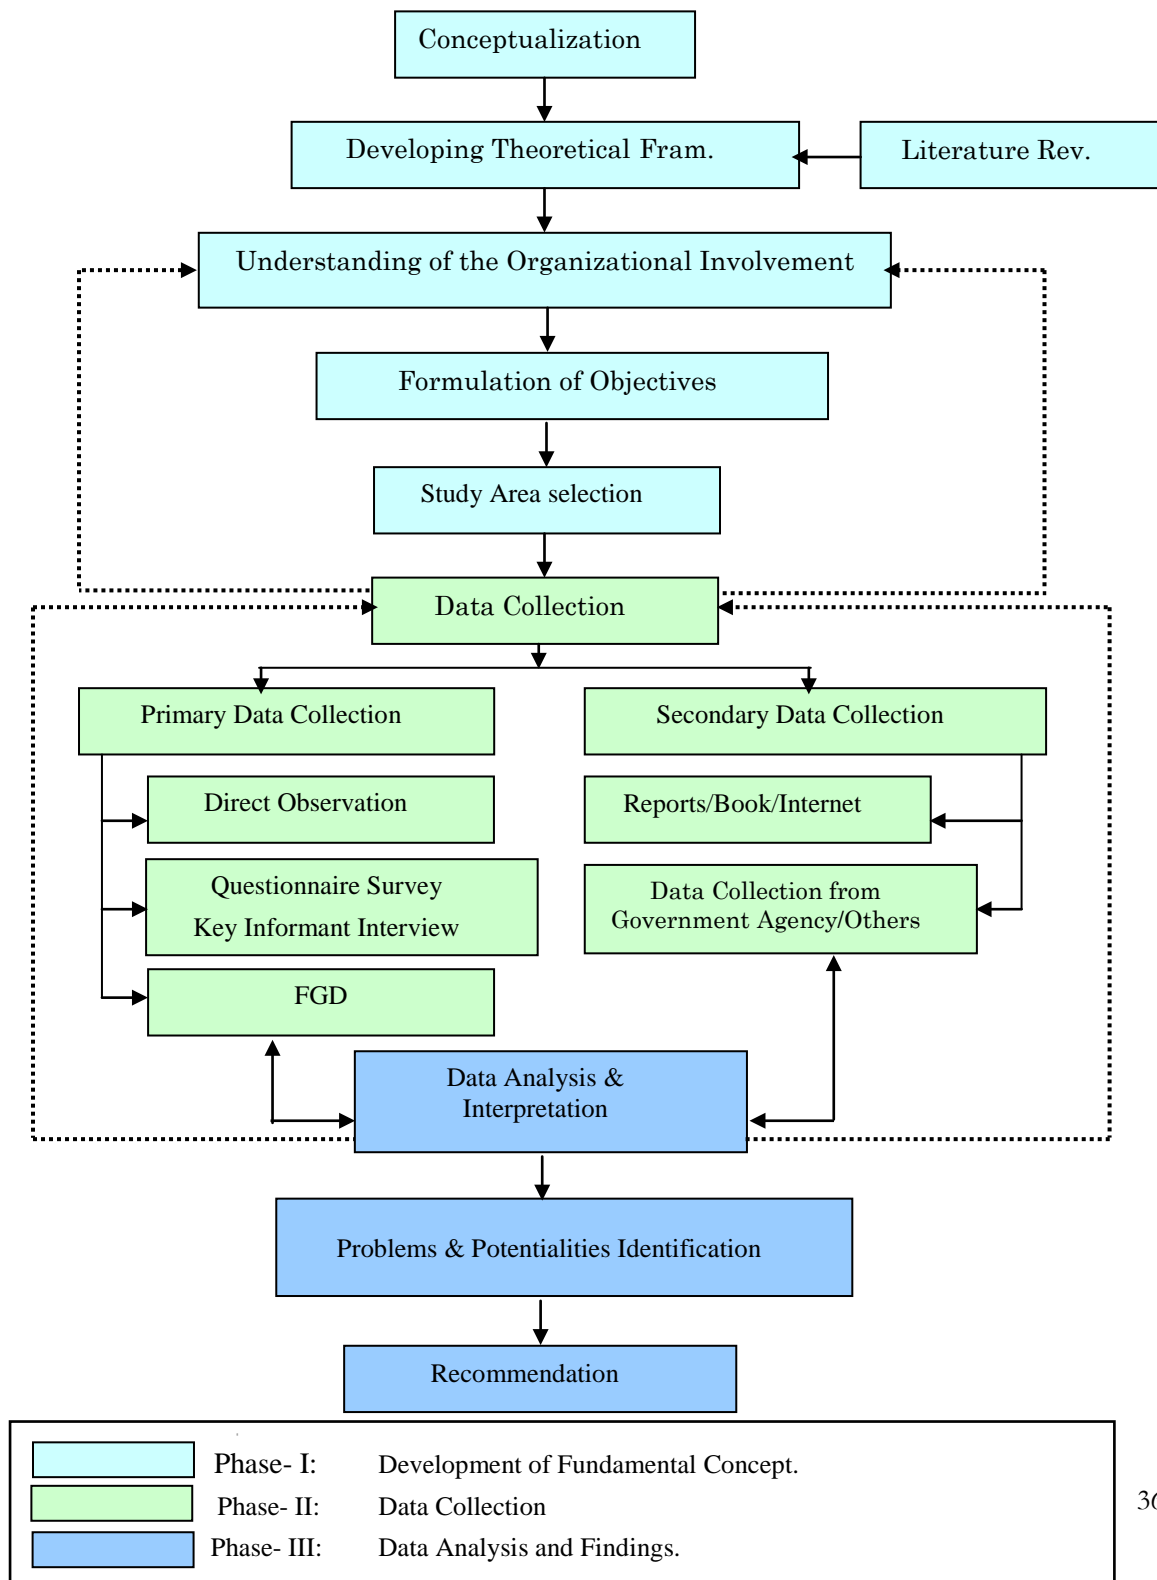 Conceptualization
Developing Theoretical Fram.
Literature Rev.
Understanding of the Organizational Involvement
Formulation of Objectives
Study Area selection
Data Collection
Primary Data Collection
Secondary Data Collection
Direct Observation
Reports/Book/Internet
Questionnaire Survey
Key Informant Interview
Data Collection from
Government Agency/Others
FGD
Data Analysis &
Interpretation
Problems & Potentialities Identification
Recommendation
Phase- I: Development of Fundamental Concept.
Phase- II: Data Collection
Phase- III: Data Analysis and Findings.